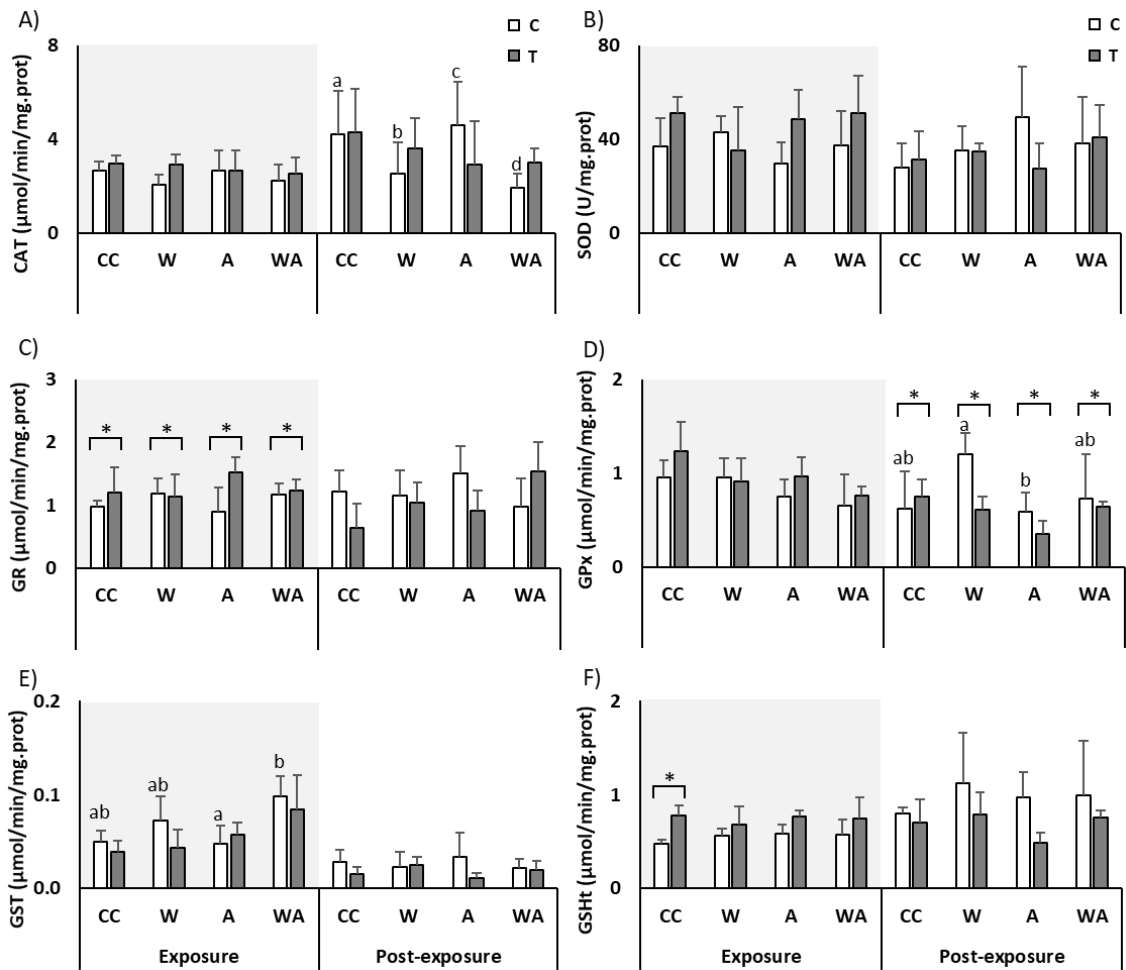 A)
B)
C
T
C
T
CAT (µmol/min/mg.prot)
8
4
0
a
b
c
d
CC W A WA CC W A WA
SOD (U/mg.prot)
80
40
0
CC W A WA CC W A WA
C)
D)
GR (µmol/min/mg.prot)
3
2
1
0
* * * *
CC W A WA CC W A WA
GPx (µmol/min/mg.prot)
2
1
0
* * * *
ab a b ab
CC W A WA CC W A WA
E)
F)
GST (µmol/min/mg.prot)
0.2
0.1
0.0
ab ab a b
CC W A WA CC W A WA
Exposure Post-exposure
GSHt (µmol/min/mg.prot)
2
1
0
*
CC W A WA CC W A WA
Exposure Post-exposure